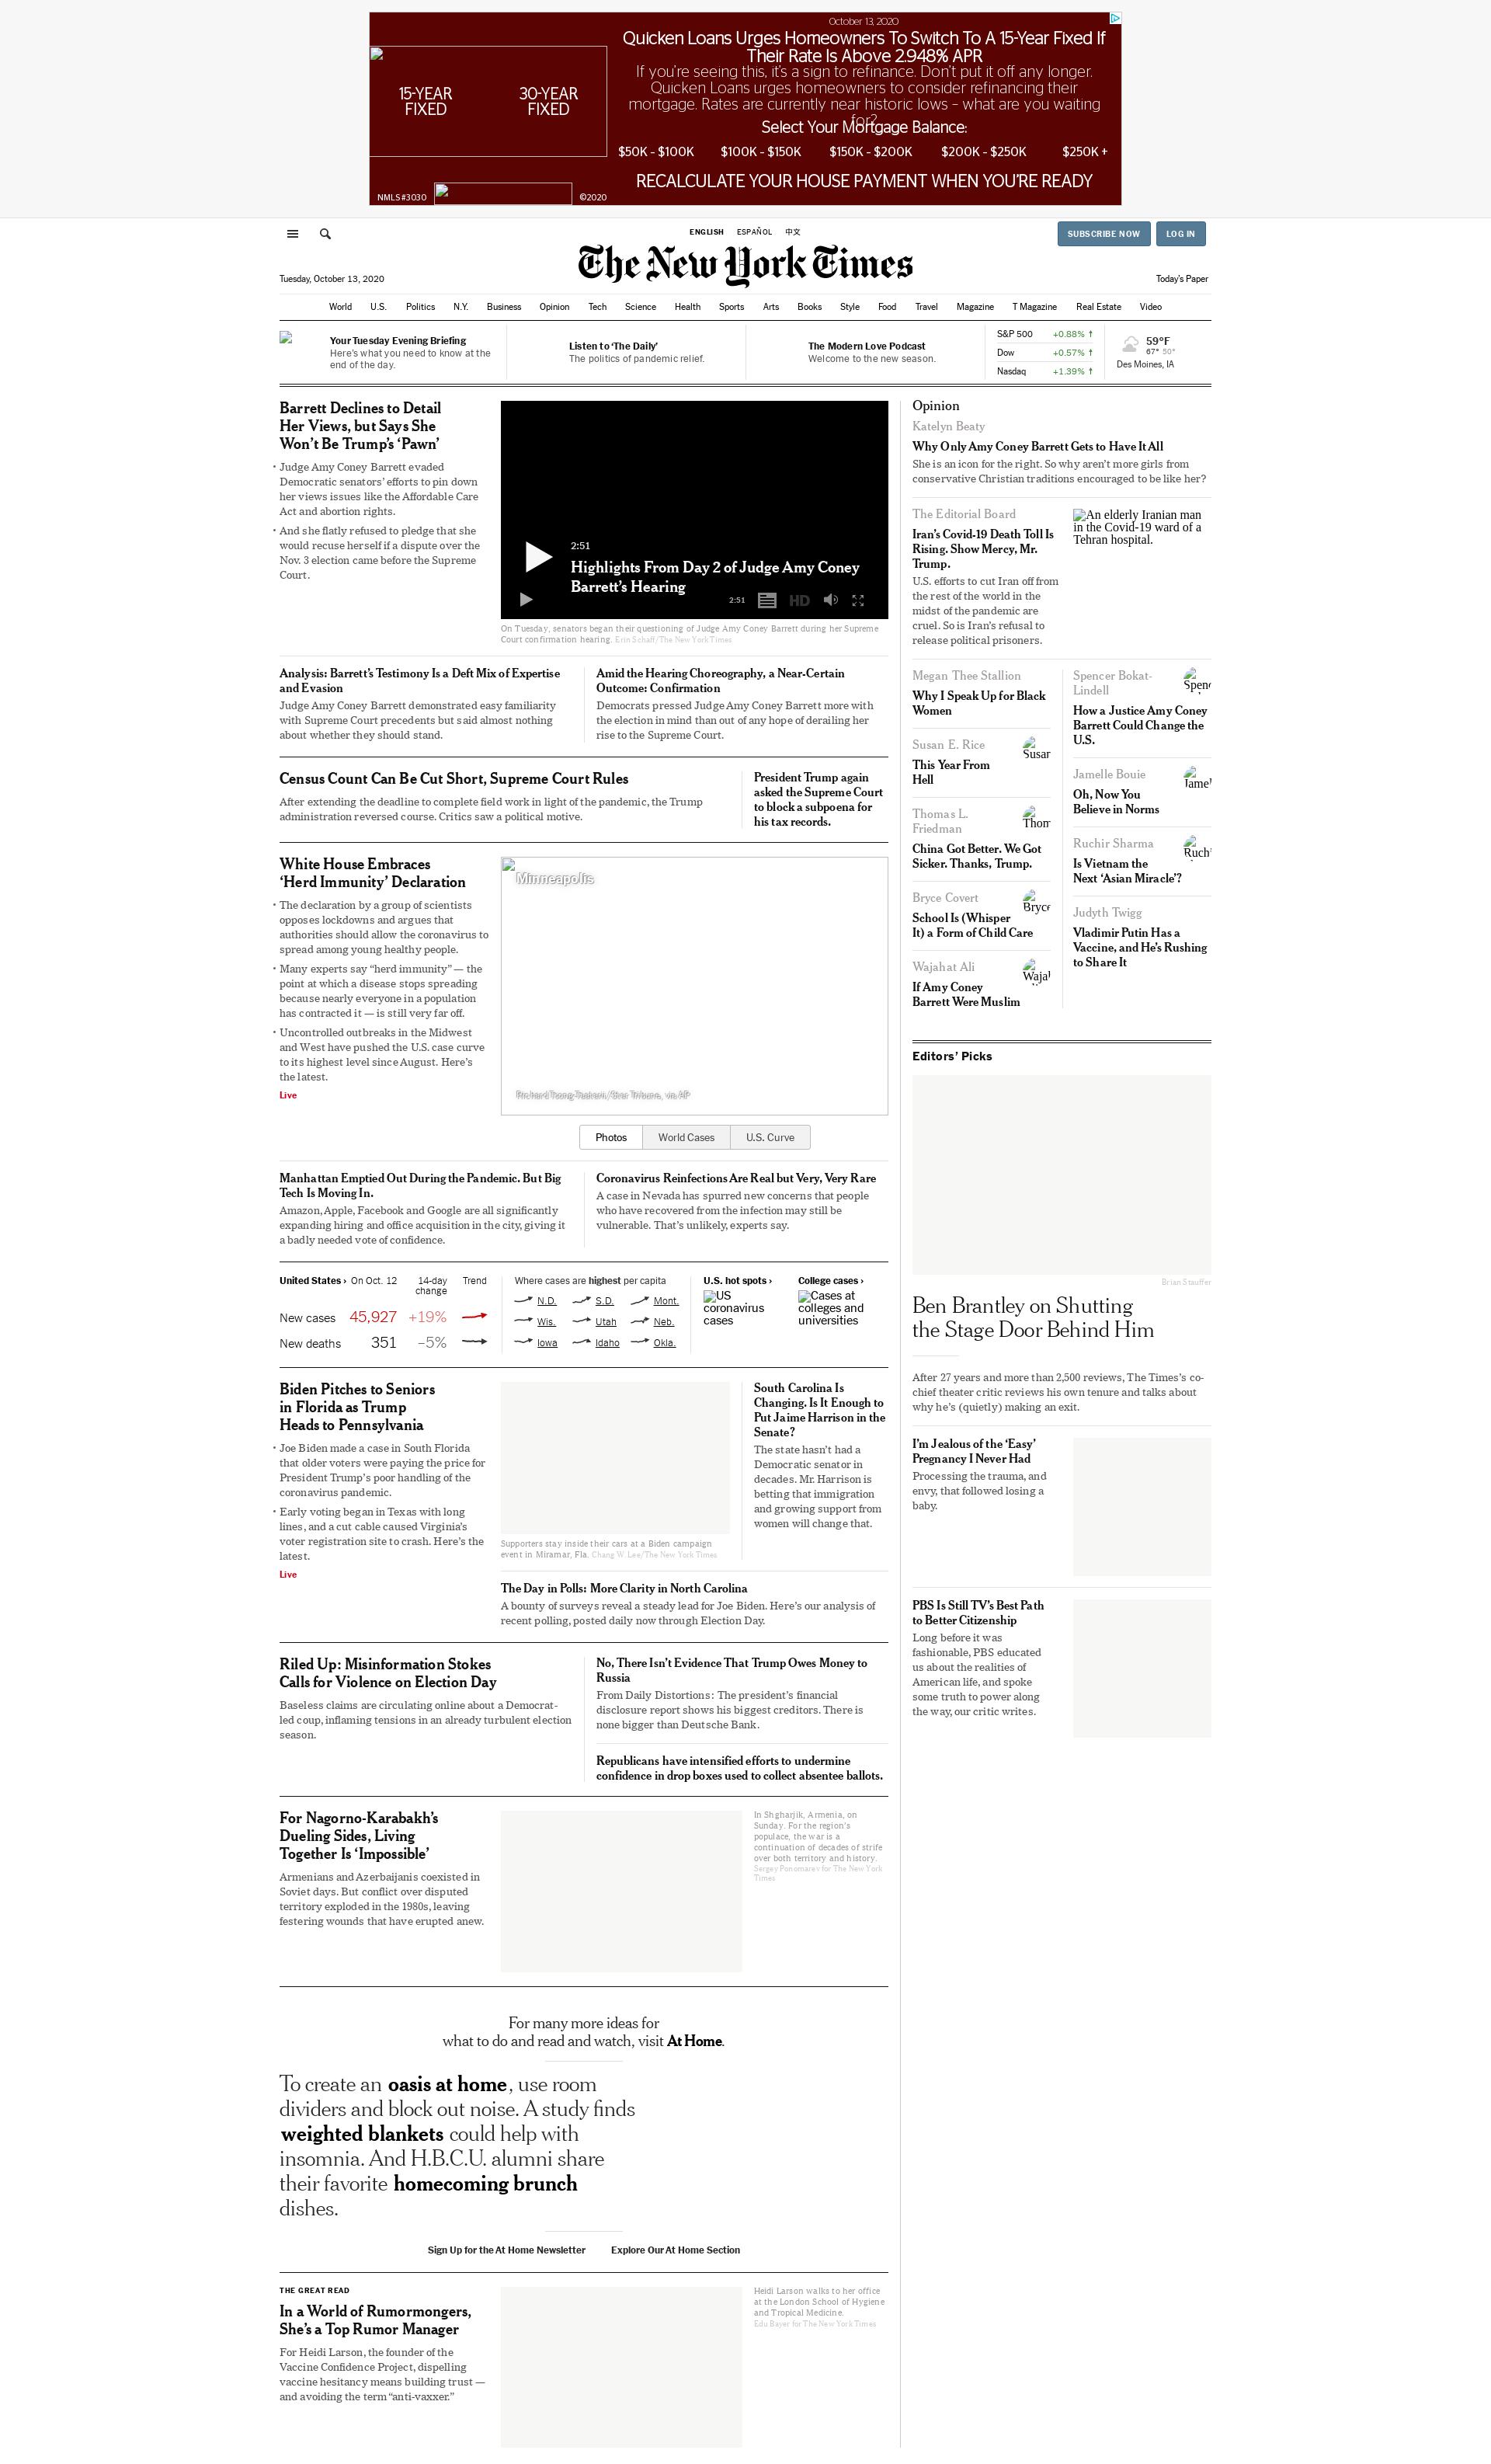 October 13, 2020
Quicken Loans Urges Homeowners To Switch To A 15-Year Fixed If
Their Rate Is Above 2.948% APR
If you're seeing this, it's a sign to refinance. Don't put it off any longer.
Quicken Loans urges homeowners to consider refinancing their
mortgage. Rates are currently near historic lows – what are you waiting
for?
15-YEAR
FIXED
30-YEAR
FIXED
Select Your Mortgage Balance:
$50K - $100K $100K - $150K $150K - $200K $200K - $250K $250K +
RECALCULATE YOUR HOUSE PAYMENT WHEN YOU'RE READY
NMLS#3030 ©2020
ENGLISH ESPAÑOL 中文
SUBSCRIBE NOW LOG IN
The New York Times
Tuesday, October 13, 2020
Today's Paper
World U.S. Politics N.Y. Business Opinion Tech Science Health Sports Arts Books Style Food Travel Magazine T Magazine Real Estate Video
Your Tuesday Evening Briefing
Here's what you need to know at the
end of the day.
Listen to 'The Daily'
The politics of pandemic relief.
The Modern Love Podcast
Welcome to the new season.
S&P 500 +0.88% ↑
Dow +0.57% ↑
Nasdaq +1.39% ↑
59°F
67° 50°
Des Moines, IA
Barrett Declines to Detail
Her Views, but Says She
Won't Be Trump's 'Pawn'
• Judge Amy Coney Barrett evaded
Democratic senators' efforts to pin down
her views issues like the Affordable Care
Act and abortion rights.
• And she flatly refused to pledge that she
would recuse herself if a dispute over the
Nov. 3 election came before the Supreme
Court.
2:51
Highlights From Day 2 of Judge Amy Coney
Barrett's Hearing
2:51 HD
On Tuesday, senators began their questioning of Judge Amy Coney Barrett during her Supreme
Court confirmation hearing. Erin Schaff/The New York Times
Analysis: Barrett's Testimony Is a Deft Mix of Expertise
and Evasion
Judge Amy Coney Barrett demonstrated easy familiarity
with Supreme Court precedents but said almost nothing
about whether they should stand.
Amid the Hearing Choreography, a Near-Certain
Outcome: Confirmation
Democrats pressed Judge Amy Coney Barrett more with
the election in mind than out of any hope of derailing her
rise to the Supreme Court.
Census Count Can Be Cut Short, Supreme Court Rules
After extending the deadline to complete field work in light of the pandemic, the Trump
administration reversed course. Critics saw a political motive.
President Trump again
asked the Supreme Court
to block a subpoena for
his tax records.
White House Embraces
'Herd Immunity' Declaration
• The declaration by a group of scientists
opposes lockdowns and argues that
authorities should allow the coronavirus to
spread among young healthy people.
• Many experts say "herd immunity" — the
point at which a disease stops spreading
because nearly everyone in a population
has contracted it — is still very far off.
• Uncontrolled outbreaks in the Midwest
and West have pushed the U.S. case curve
to its highest level since August. Here's
the latest.
Live
Minneapolis
Richard Tsong-Taatarii/Star Tribune, via AP
Photos World Cases U.S. Curve
Manhattan Emptied Out During the Pandemic. But Big
Tech Is Moving In.
Amazon, Apple, Facebook and Google are all significantly
expanding hiring and office acquisition in the city, giving it
a badly needed vote of confidence.
Coronavirus Reinfections Are Real but Very, Very Rare
A case in Nevada has spurred new concerns that people
who have recovered from the infection may still be
vulnerable. That's unlikely, experts say.
United States › On Oct. 12 14-day
change Trend
New cases 45,927 +19%
New deaths 351 –5%
Where cases are highest per capita
N.D. S.D. Mont.
Wis. Utah Neb.
Iowa Idaho Okla.
U.S. hot spots ›
US
coronavirus
cases
College cases ›
Cases at
colleges and
universities
Biden Pitches to Seniors
in Florida as Trump
Heads to Pennsylvania
• Joe Biden made a case in South Florida
that older voters were paying the price for
President Trump's poor handling of the
coronavirus pandemic.
• Early voting began in Texas with long
lines, and a cut cable caused Virginia's
voter registration site to crash. Here's the
latest.
Live
Supporters stay inside their cars at a Biden campaign
event in Miramar, Fla. Chang W. Lee/The New York Times
South Carolina Is
Changing. Is It Enough to
Put Jaime Harrison in the
Senate?
The state hasn't had a
Democratic senator in
decades. Mr. Harrison is
betting that immigration
and growing support from
women will change that.
The Day in Polls: More Clarity in North Carolina
A bounty of surveys reveal a steady lead for Joe Biden. Here's our analysis of
recent polling, posted daily now through Election Day.
Riled Up: Misinformation Stokes
Calls for Violence on Election Day
Baseless claims are circulating online about a Democrat-
led coup, inflaming tensions in an already turbulent election
season.
No, There Isn't Evidence That Trump Owes Money to
Russia
From Daily Distortions: The president's financial
disclosure report shows his biggest creditors. There is
none bigger than Deutsche Bank.
Republicans have intensified efforts to undermine
confidence in drop boxes used to collect absentee ballots.
For Nagorno-Karabakh's
Dueling Sides, Living
Together Is 'Impossible'
Armenians and Azerbaijanis coexisted in
Soviet days. But conflict over disputed
territory exploded in the 1980s, leaving
festering wounds that have erupted anew.
In Shgharjik, Armenia, on
Sunday. For the region's
populace, the war is a
continuation of decades of strife
over both territory and history.
Sergey Ponomarev for The New York
Times
For many more ideas for
what to do and read and watch, visit At Home.
To create an oasis at home, use room
dividers and block out noise. A study finds
weighted blankets could help with
insomnia. And H.B.C.U. alumni share
their favorite homecoming brunch
dishes.
Sign Up for the At Home Newsletter Explore Our At Home Section
THE GREAT READ
In a World of Rumormongers,
She's a Top Rumor Manager
For Heidi Larson, the founder of the
Vaccine Confidence Project, dispelling
vaccine hesitancy means building trust —
and avoiding the term "anti-vaxxer."
Heidi Larson walks to her office
at the London School of Hygiene
and Tropical Medicine.
Edu Bayer for The New York Times
Opinion
Katelyn Beaty
Why Only Amy Coney Barrett Gets to Have It All
She is an icon for the right. So why aren't more girls from
conservative Christian traditions encouraged to be like her?
The Editorial Board
Iran's Covid-19 Death Toll Is
Rising. Show Mercy, Mr.
Trump.
U.S. efforts to cut Iran off from
the rest of the world in the
midst of the pandemic are
cruel. So is Iran's refusal to
release political prisoners.
An elderly Iranian man
in the Covid-19 ward of a
Tehran hospital.
Megan Thee Stallion
Why I Speak Up for Black
Women
Susan E. Rice
Susan
This Year From
Hell
Thomas L.
Friedman
Thom
China Got Better. We Got
Sicker. Thanks, Trump.
Bryce Covert
Bryce
School Is (Whisper
It) a Form of Child Care
Wajahat Ali
Wajah
If Amy Coney
Barrett Were Muslim
Spencer Bokat-
Lindell
Spenc
How a Justice Amy Coney
Barrett Could Change the
U.S.
Jamelle Bouie
Jamel
Oh, Now You
Believe in Norms
Ruchir Sharma
Ruchi
Is Vietnam the
Next 'Asian Miracle'?
Judyth Twigg
Vladimir Putin Has a
Vaccine, and He's Rushing
to Share It
Editors' Picks
Brian Stauffer
Ben Brantley on Shutting
the Stage Door Behind Him
After 27 years and more than 2,500 reviews, The Times's co-
chief theater critic reviews his own tenure and talks about
why he's (quietly) making an exit.
I'm Jealous of the 'Easy'
Pregnancy I Never Had
Processing the trauma, and
envy, that followed losing a
baby.
PBS Is Still TV's Best Path
to Better Citizenship
Long before it was
fashionable, PBS educated
us about the realities of
American life, and spoke
some truth to power along
the way, our critic writes.